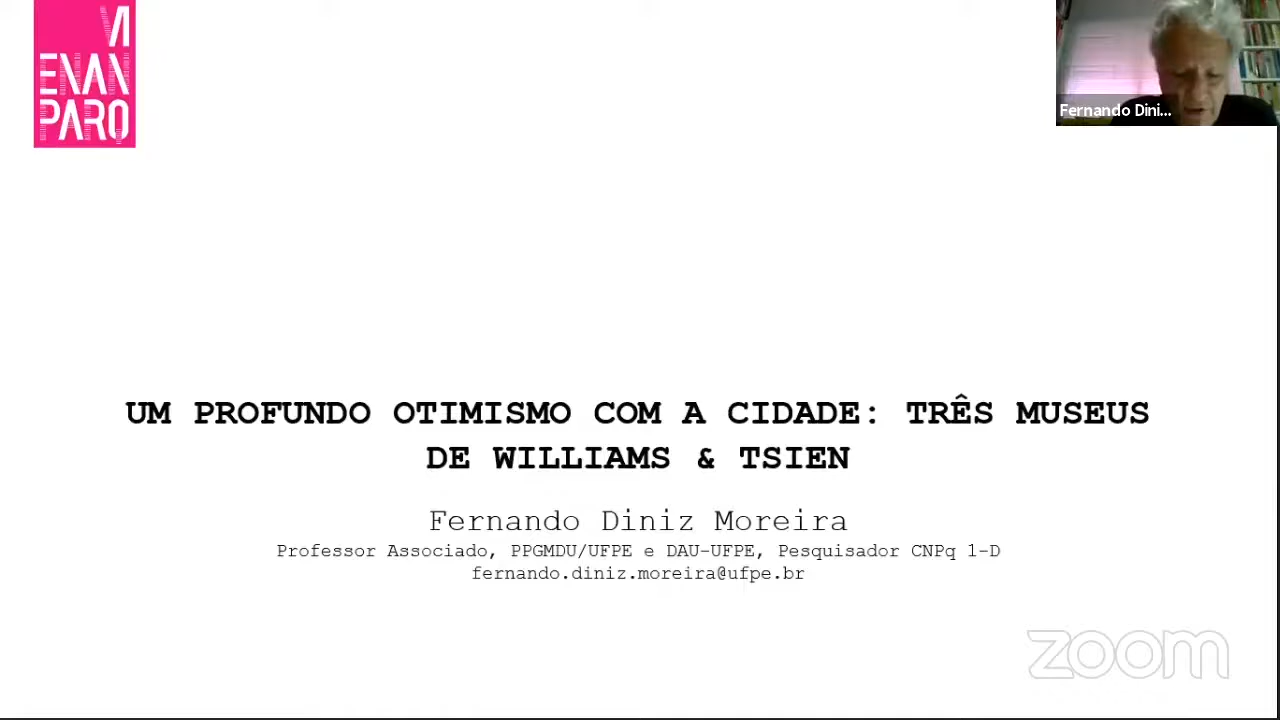 VI
ENAN
PARQ
Fernando Dini...
UM PROFUNDO OTIMISMO COM A CIDADE: TRÊS MUSEUS
DE WILLIAMS & TSIEN
Fernando Diniz Moreira
Professor Associado, PPGMDU/UFPE e DAU-UFPE, Pesquisador CNPq 1-D
fernando.diniz.moreira@ufpe.br
zoom